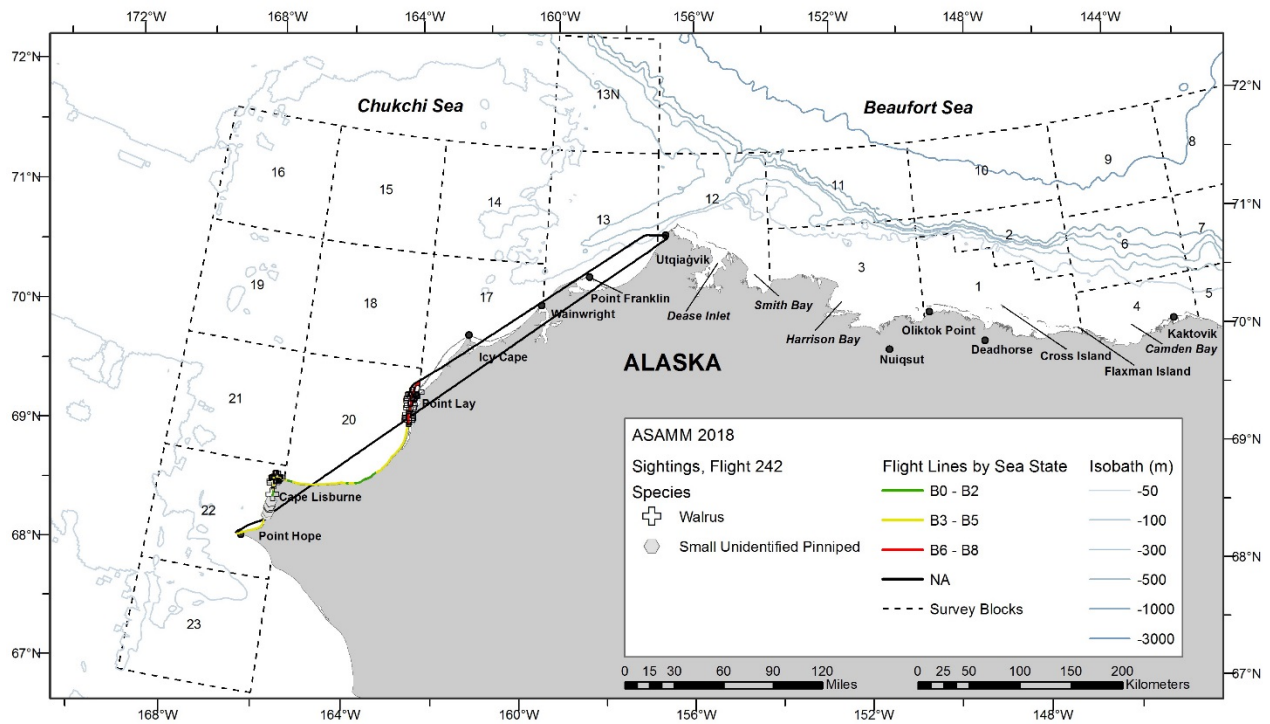 172°W 168°W 164°W 160°W 156°W 152°W 148°W 144°W
72°N
72°N
Chukchi Sea
Beaufort Sea
13N
8
9
10
16
15
11
71°N
71°N
14
12
13
7
2
6
Utqiaġvik
3
19
18
17
1
5
70°N
70°N
Point Franklin
Dease Inlet
Smith Bay
Wainwright
Harrison Bay
4
Oliktok Point
Kaktovik
Nuiqsut
Deadhorse
Cross Island
Camden Bay
Icy Cape
ALASKA
Flaxman Island
21
20
Point Lay
69°N
69°N
Cape Lisburne
22
Point Hope
68°N
68°N
23
67°N
67°N
ASAMM 2018
Sightings, Flight 242
Species
Walrus
Small Unidentified Pinniped
Flight Lines by Sea State
B0 - B2
B3 - B5
B6 - B8
NA
Survey Blocks
Isobath (m)
-50
-100
-300
-500
-1000
-3000
0 15 30 60 90 120
Miles
0 25 50 100 150 200
Kilometers
168°W 164°W 160°W 156°W 152°W 148°W